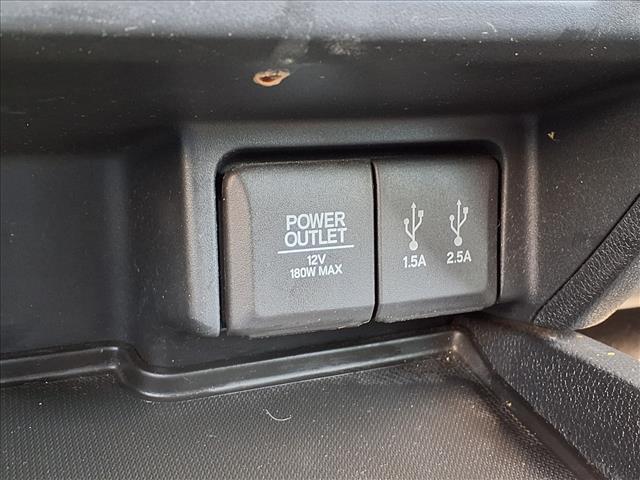 POWER
OUTLET
12V
180W MAX
1.5A 2.5A